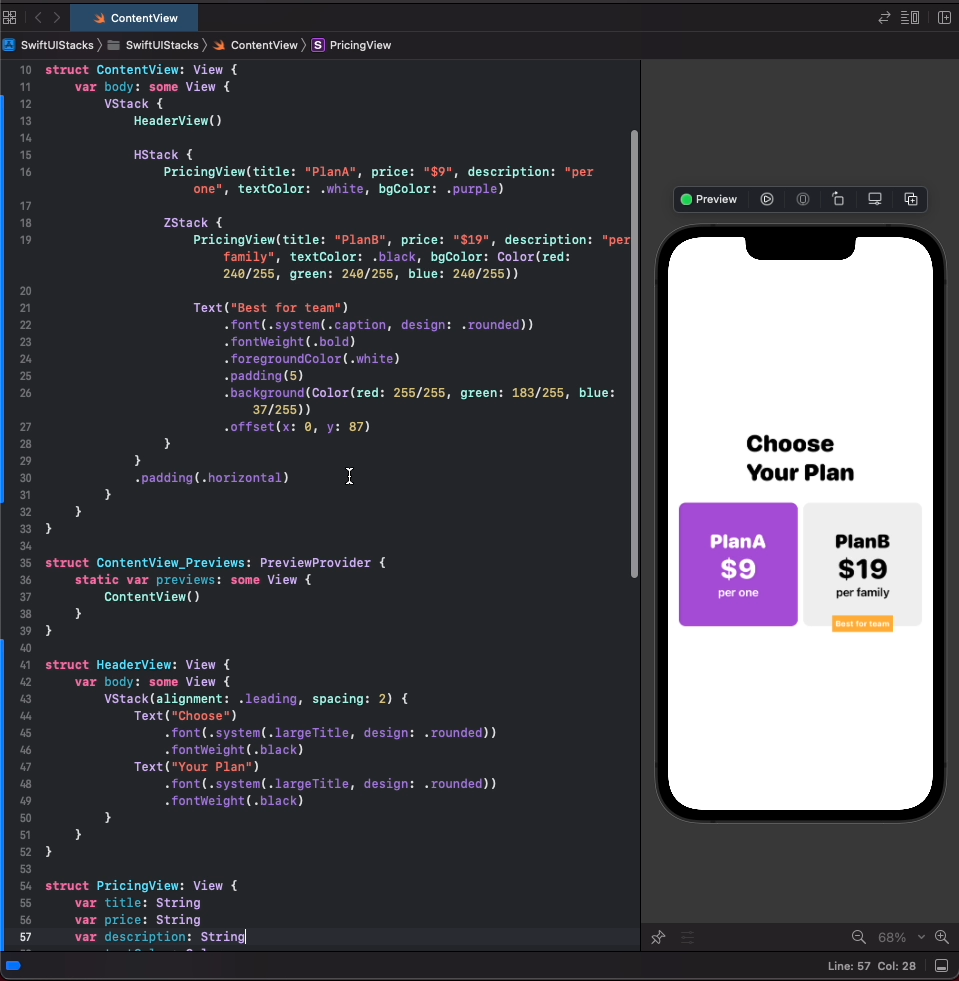 ContentView
SwiftUIStacks 〉 SwiftUIStacks 〉 ContentView 〉 S PricingView
10 struct ContentView: View {
11 var body: some View {
12 VStack {
13 HeaderView()
14
15 HStack {
16 PricingView(title: "PlanA", price: "$9", description: "per
one", textColor: .white, bgColor: .purple)
17
18 ZStack {
19 PricingView(title: "PlanB", price: "$19", description: "per
family", textColor: .black, bgColor: Color(red:
240/255, green: 240/255, blue: 240/255))
20
21 Text("Best for team")
22 .font(.system(.caption, design: .rounded))
23 .fontWeight(.bold)
24 .foregroundColor(.white)
25 .padding(5)
26 .background(Color(red: 255/255, green: 183/255, blue:
37/255))
27 .offset(x: 0, y: 87)
28 }
29 }
30 .padding(.horizontal)
31 }
32 }
33 }
34
35 struct ContentView_Previews: PreviewProvider {
36 static var previews: some View {
37 ContentView()
38 }
39 }
40
41 struct HeaderView: View {
42 var body: some View {
43 VStack(alignment: .leading, spacing: 2) {
44 Text("Choose")
45 .font(.system(.largeTitle, design: .rounded))
46 .fontWeight(.black)
47 Text("Your Plan")
48 .font(.system(.largeTitle, design: .rounded))
49 .fontWeight(.black)
50 }
51 }
52 }
53
54 struct PricingView: View {
55 var title: String
56 var price: String
57 var description: String
Preview
Choose
Your Plan
PlanA
$9
per one
PlanB
$19
per family
Best for team
68%
Line: 57 Col: 28